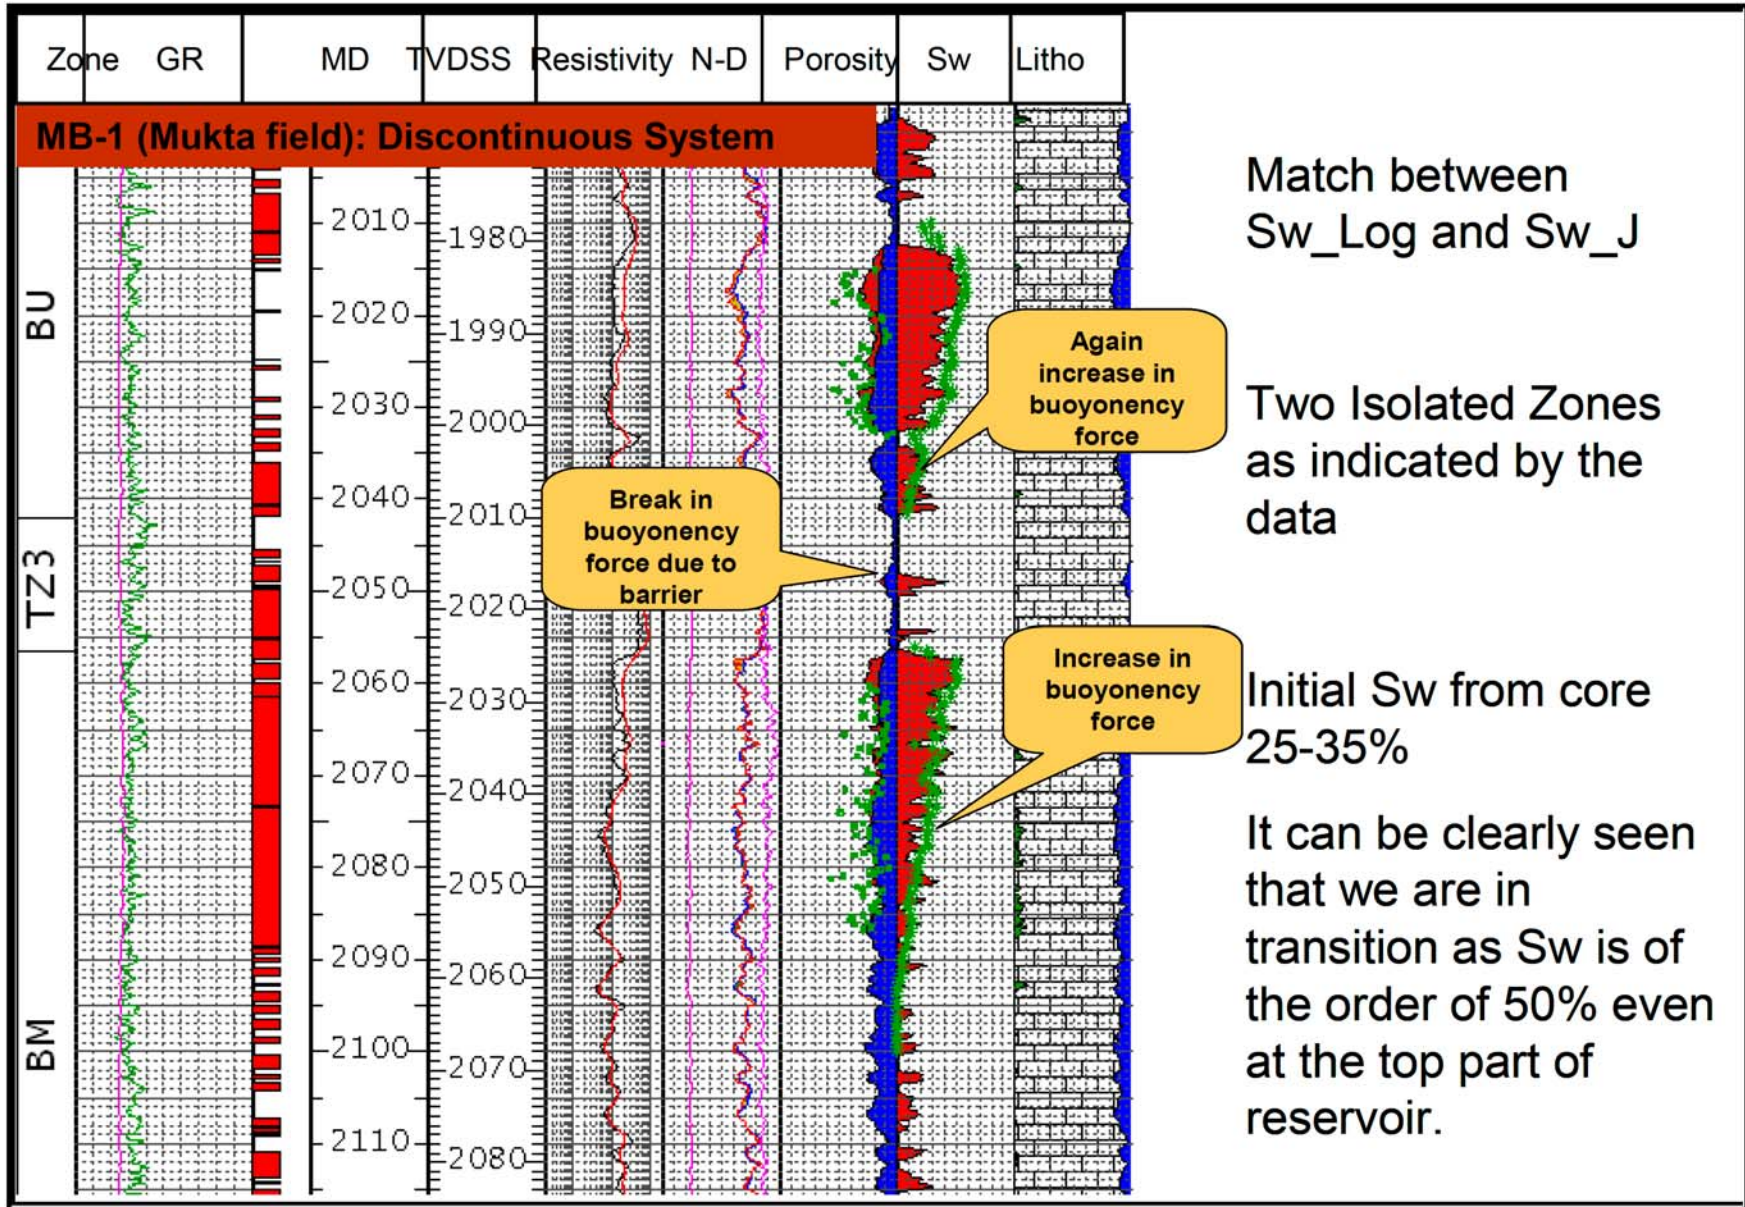 Zone GR MD TVDSS Resistivity N-D Porosity Sw Litho
MB-1 (Mukta field): Discontinuous System
BU
TZ3
BM
2010
2020
2030
2040
2050
2060
2070
2080
2090
2100
2110
1980
1990
2000
2010
2020
2030
2040
2050
2060
2070
2080
Again
increase in
buoyonency
force
Break in
buoyonency
force due to
barrier
Increase in
buoyonency
force
Match between
Sw_Log and Sw_J
Two Isolated Zones
as indicated by the
data
Initial Sw from core
25-35%
It can be clearly seen
that we are in
transition as Sw is of
the order of 50% even
at the top part of
reservoir.